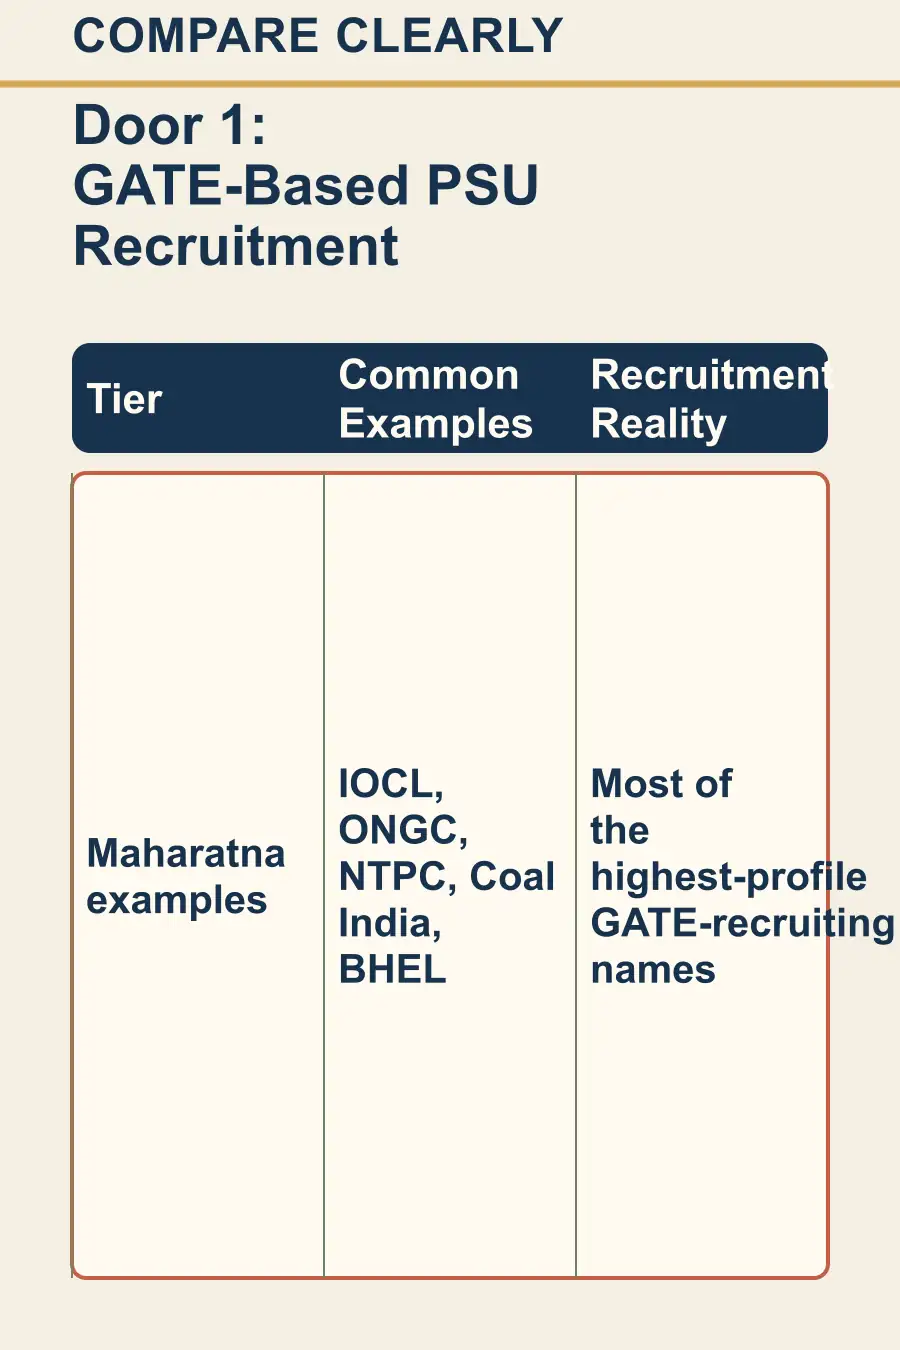 COMPARE CLEARLY
Door 1:
GATE-Based PSU
Recruitment
Tier
Common
Examples
Recruitment
Reality
Maharatna
examples
IOCL,
ONGC,
NTPC, Coal
India,
BHEL
Most of
the
highest-profile
GATE-recruiting
names